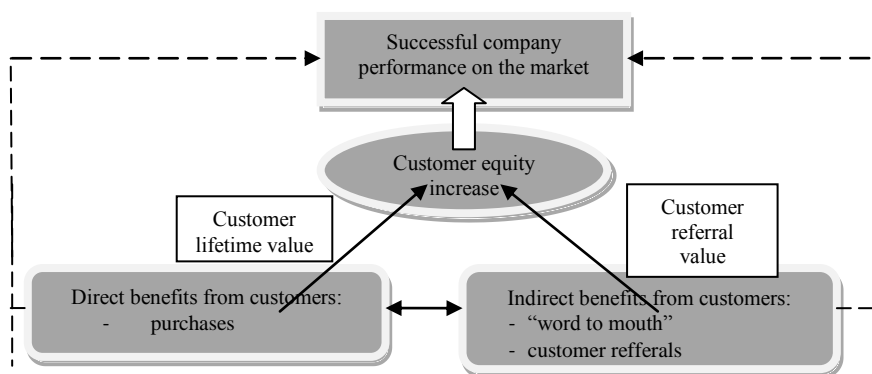 Successful company
performance on the market
Customer equity
increase
Customer
lifetime value
Customer
referral
value
Direct benefits from customers:
- purchases
Indirect benefits from customers:
- “word to mouth”
- customer refferals